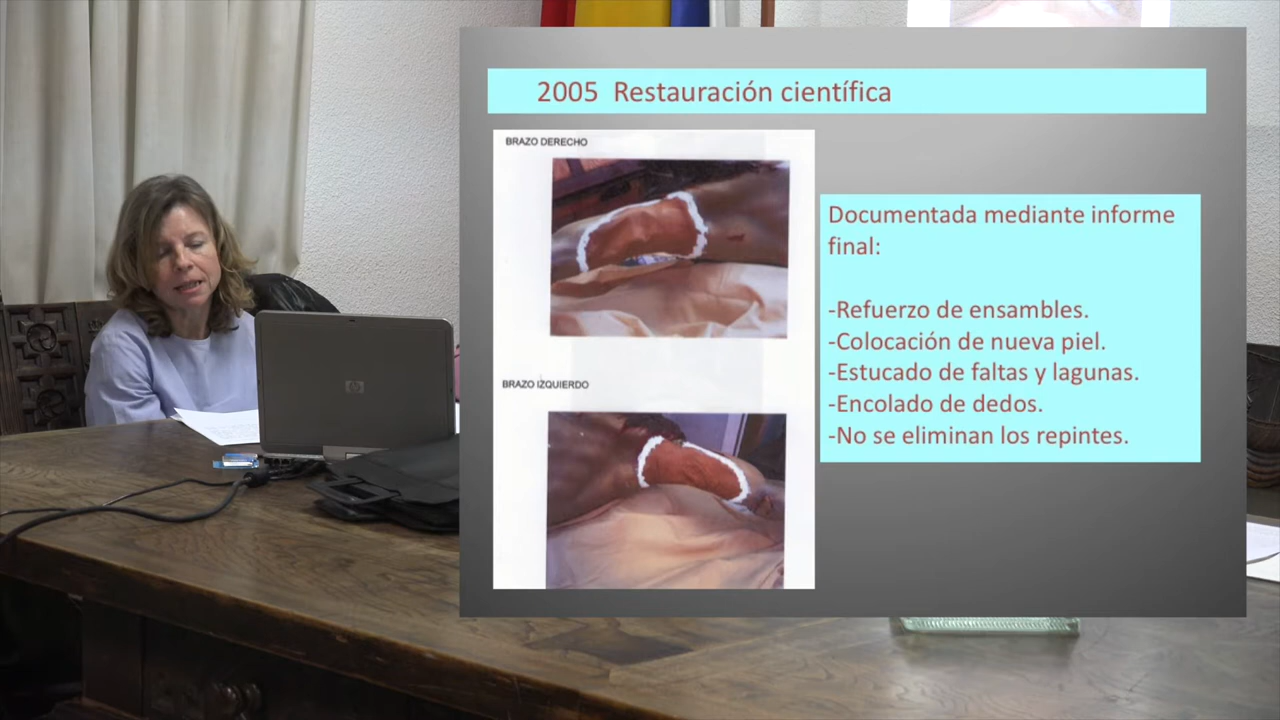 2005 Restauración científica
BRAZO DERECHO
BRAZO IZQUIERDO
Documentada mediante informe
final:
-Refuerzo de ensambles.
-Colocación de nueva piel.
-Estucado de faltas y lagunas.
-Encolado de dedos.
-No se eliminan los repintes.
hp